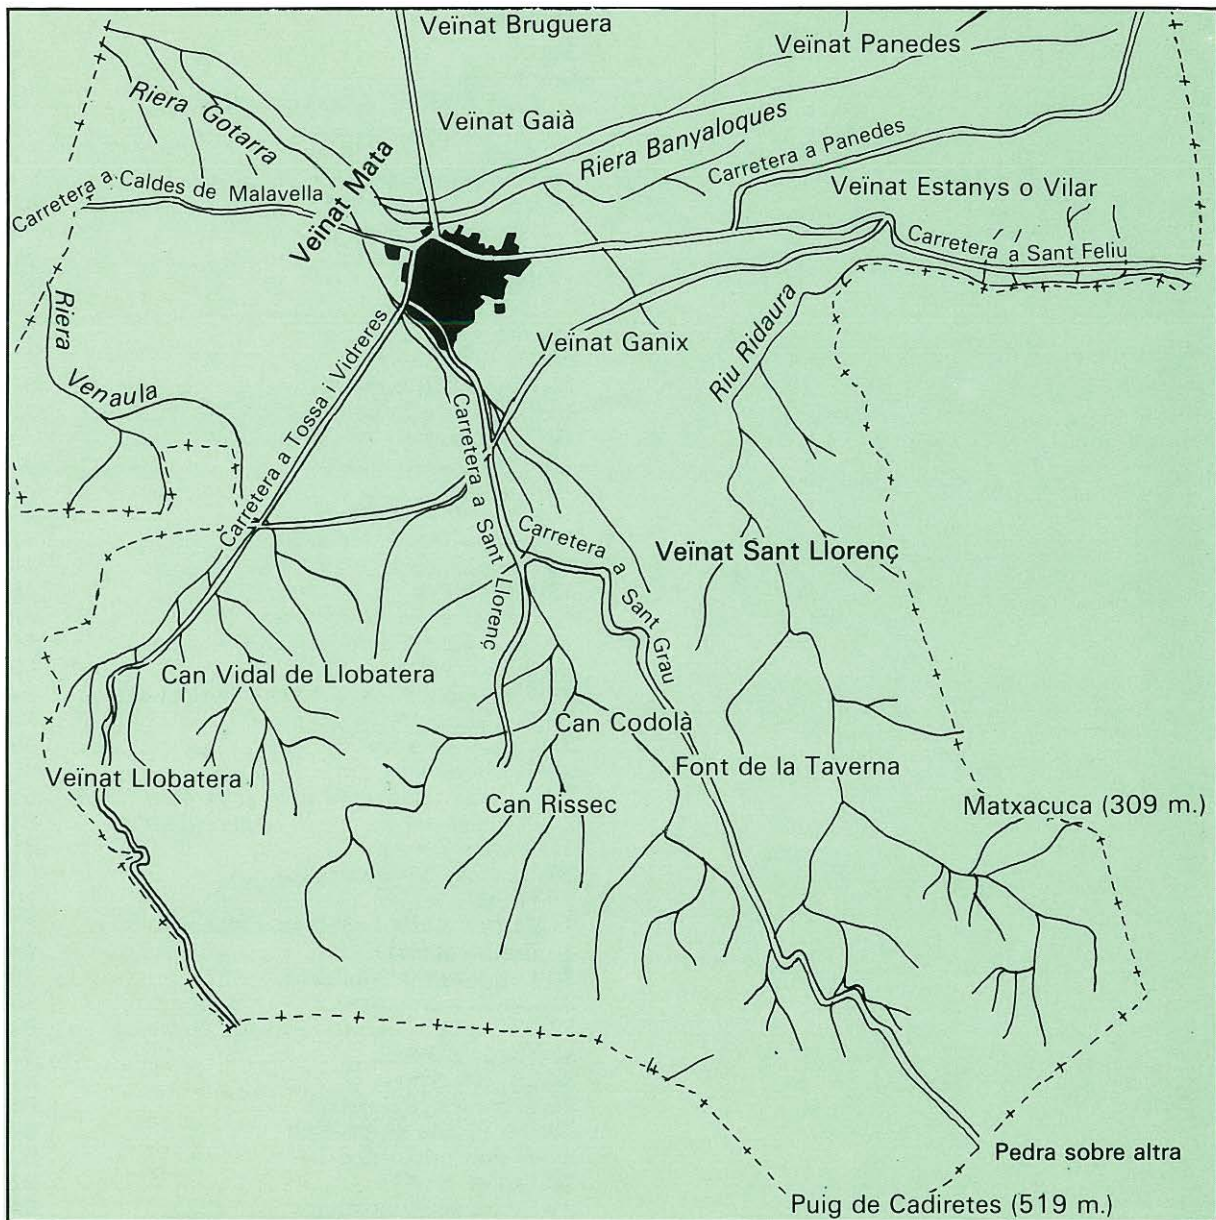 Veïnat Bruguera
Veïnat Panedes
Riera Gotarra
Veïnat Gaià
Riera Banyaloques
Carretera a Panedes
Carretera a Caldes de Malavella
Veïnat Mata
Veïnat Estanys o Vilar
Carretera a Sant Feliu
Riera Venaula
Carretera a Tossa i Vidreres
Veïnat Ganix
Riu Ridaura
Carretera a Sant Llorenç
Carretera a Sant Grau
Veïnat Sant Llorenç
Can Vidal de Llobatera
Can Codolà
Veïnat Llobatera
Font de la Taverna
Can Rissec
Matxacuca (309 m.)
Pedra sobre altra
Puig de Cadiretes (519 m.)